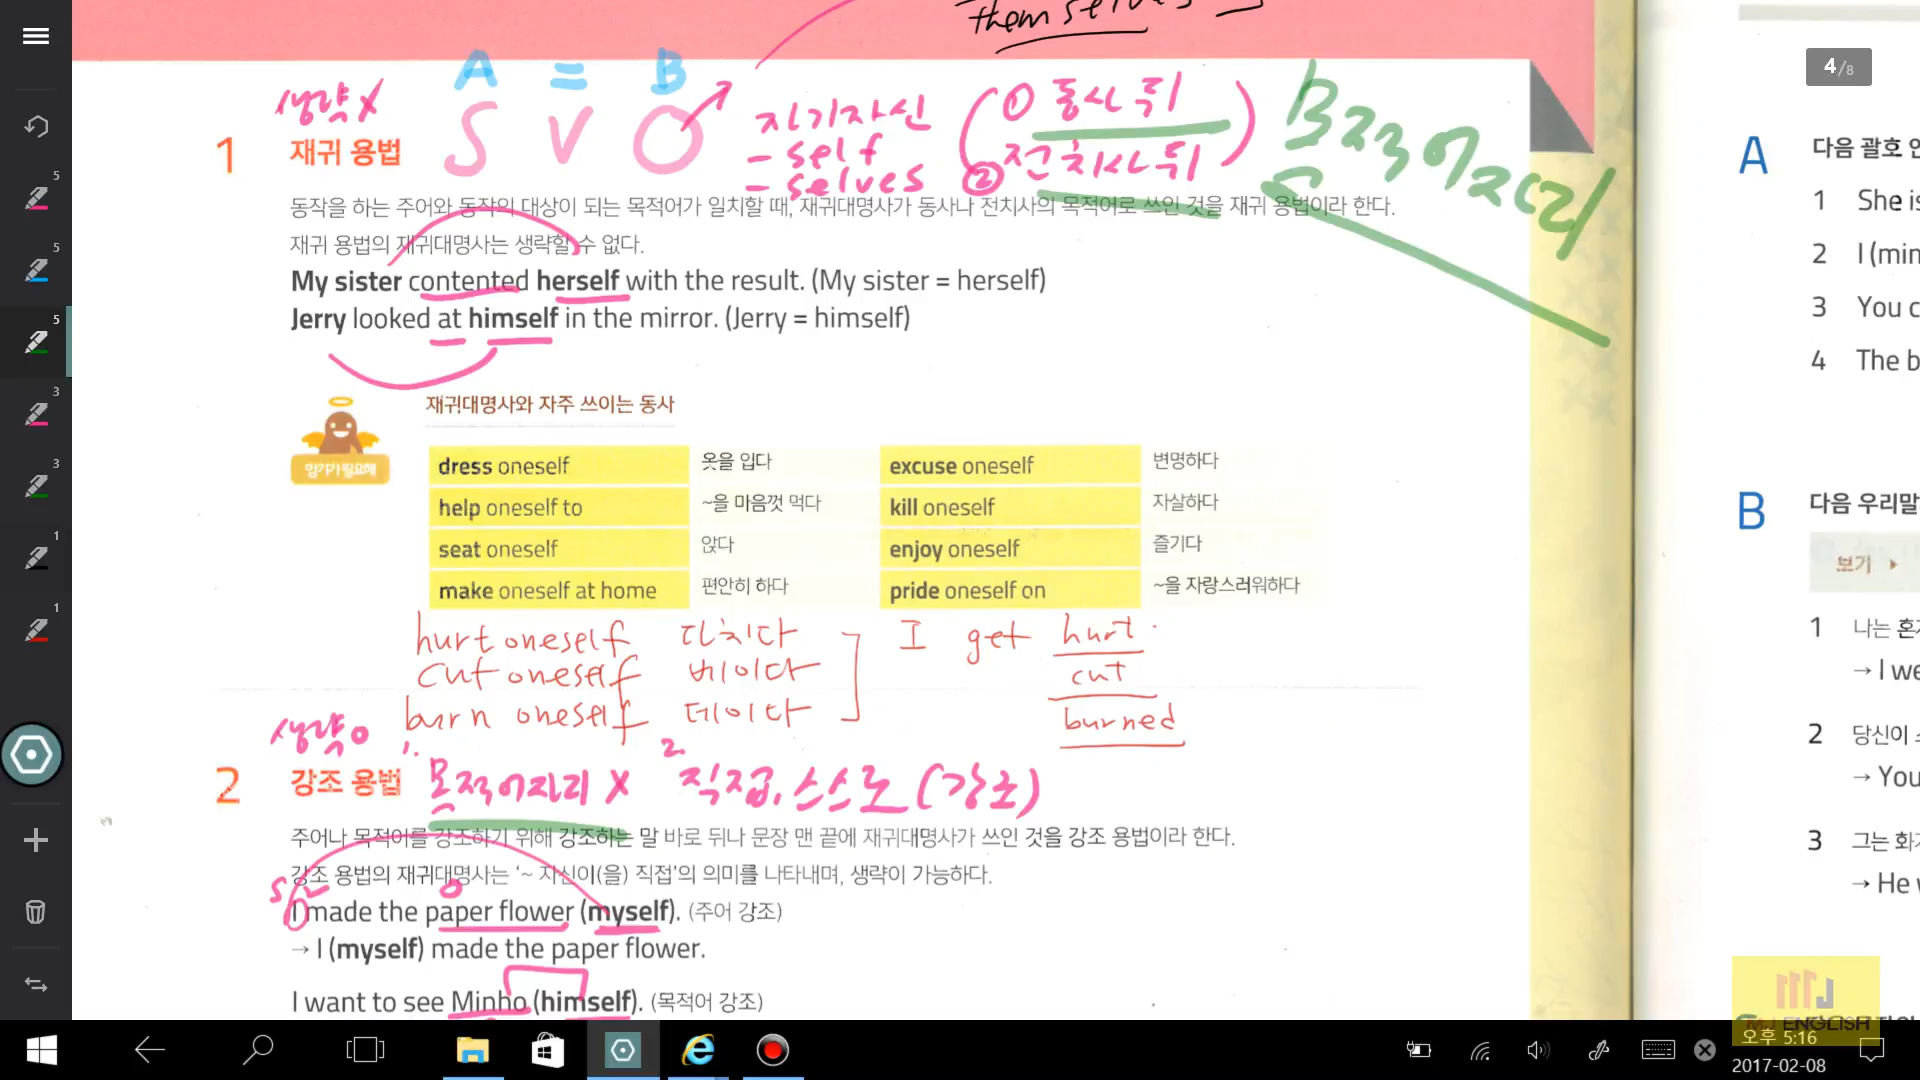 themselves
4/8
A = B
생략 X
S V O
지기자신
- self
- selves
① 동사 뒤
② 전치사 뒤
1 재귀 용법
동작을 하는 주어와 동작의 대상이 되는 목적어가 일치할 때, 재귀대명사가 동사나 전치사의 목적어로 쓰인 것을 재귀 용법이라 한다.
재귀 용법의 재귀대명사는 생략할 수 없다.
My sister contented herself with the result. (My sister = herself)
Jerry looked at himself in the mirror. (Jerry = himself)
암기가 필요해
재귀대명사와 자주 쓰이는 동사
dress oneself 옷을 입다 excuse oneself 변명하다
help oneself to ~을 마음껏 먹다 kill oneself 자살하다
seat oneself 앉다 enjoy oneself 즐기다
make oneself at home 편안히 하다 pride oneself on ~을 자랑스러워하다
hurt oneself 다치다 I get hurt.
cut oneself 베이다 cut
burn oneself 데이다 burned
생략 O
2 강조 용법
1. 목적어자리 X 2. 직접, 스스로 (강조)
주어나 목적어를 강조하기 위해 강조하는 말 바로 뒤나 문장 맨 끝에 재귀대명사가 쓰인 것을 강조 용법이라 한다.
강조 용법의 재귀대명사는 '~ 자신이(을) 직접'의 의미를 나타내며, 생략이 가능하다.
S V O
I made the paper flower (myself). (주어 강조)
→ I (myself) made the paper flower.
I want to see Minho (himself). (목적어 강조)
A 다음 괄호 안
1 She is
2 I (min
3 You c
4 The b
B 다음 우리말
보기 ▸
1 나는 혼자
→ I we
2 당신이
→ You
3 그는 화
→ He w
MJ ENGLISH
5
5
5
3
3
1
1
오후 5:16
2017-02-08